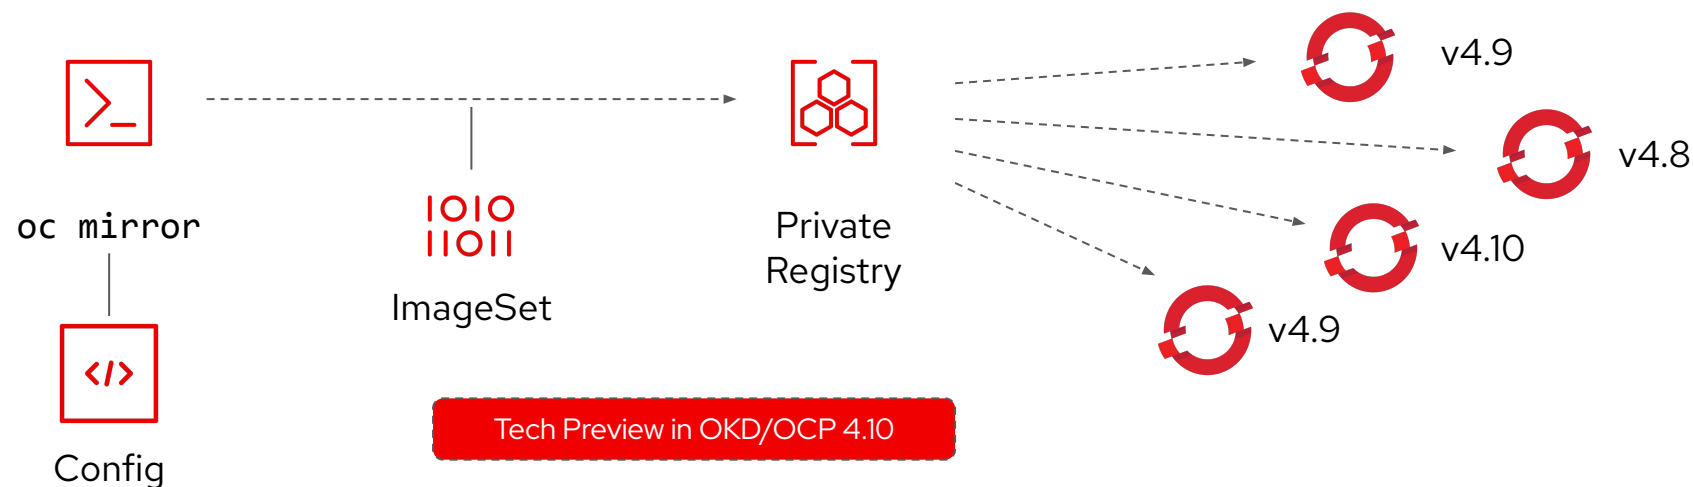 oc mirror
Config
1010
11011
ImageSet
Private
Registry
v4.9
v4.8
v4.10
v4.9
Tech Preview in OKD/OCP 4.10